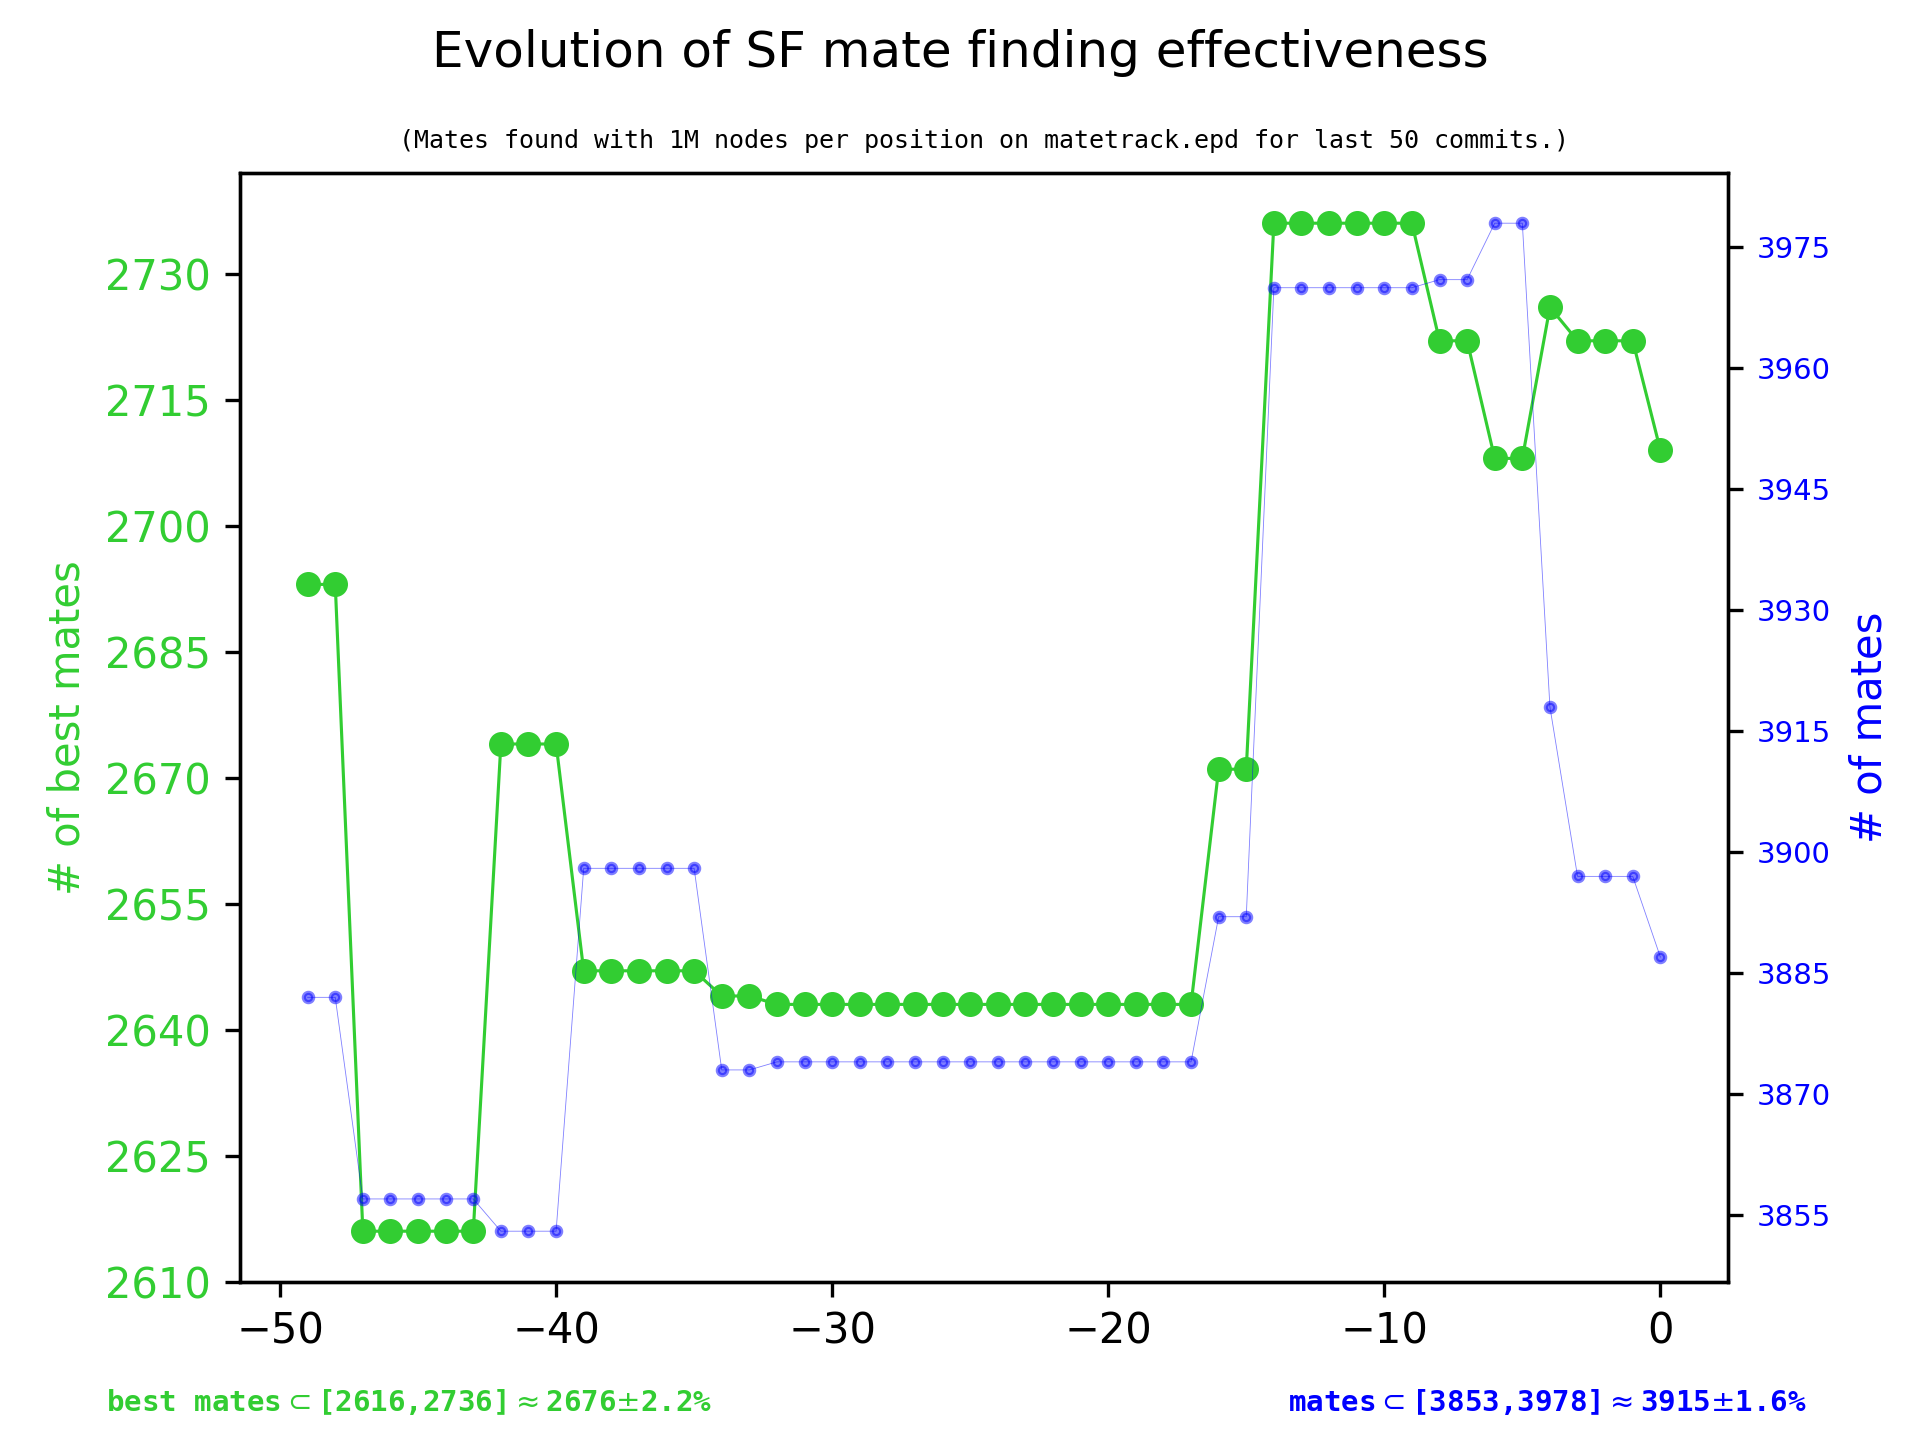 Evolution of SF mate finding effectiveness
(Mates found with 1M nodes per position on matetrack.epd for last 50 commits.)
# of best mates
2730
2715
2700
2685
2670
2655
2640
2625
2610
3975
3960
3945
3930
3915
3900
3885
3870
3855
# of mates
−50 −40 −30 −20 −10 0
best mates ⊂ [2616,2736] ≈ 2676±2.2%
mates ⊂ [3853,3978] ≈ 3915±1.6%